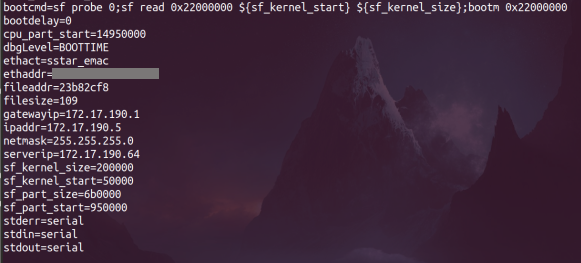 bootcmd=sf probe 0;sf read 0x22000000 ${sf_kernel_start} ${sf_kernel_size};bootm 0x22000000
bootdelay=0
cpu_part_start=14950000
dbgLevel=BOOTTIME
ethact=sstar_emac
ethaddr=
fileaddr=23b82cf8
filesize=109
gatewayip=172.17.190.1
ipaddr=172.17.190.5
netmask=255.255.255.0
serverip=172.17.190.64
sf_kernel_size=200000
sf_kernel_start=50000
sf_part_size=6b0000
sf_part_start=950000
stderr=serial
stdin=serial
stdout=serial